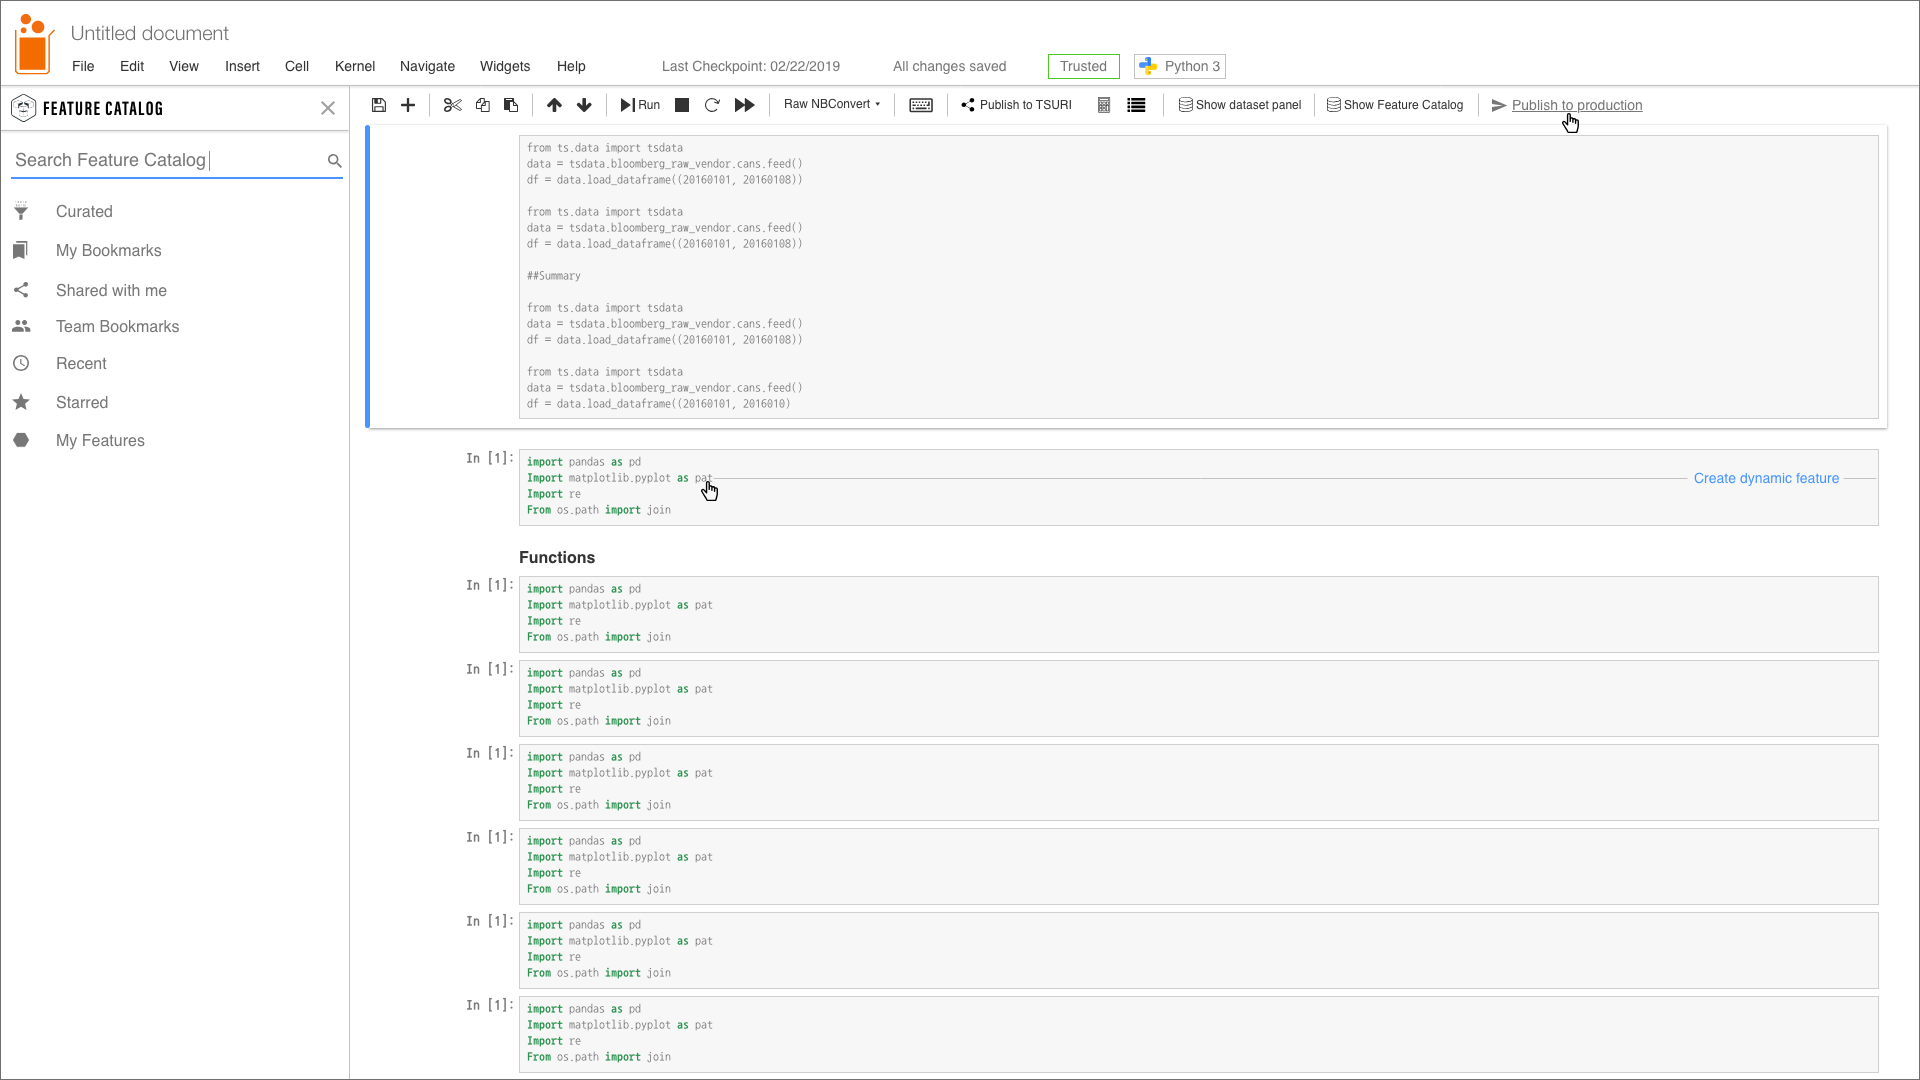 Untitled document
File Edit View Insert Cell Kernel Navigate Widgets Help Last Checkpoint: 02/22/2019 All changes saved Trusted Python 3
FEATURE CATALOG
Run Raw NBConvert Publish to TSURI Show dataset panel Show Feature Catalog Publish to production
Search Feature Catalog
Curated
My Bookmarks
Shared with me
Team Bookmarks
Recent
Starred
My Features
from ts.data import tsdata
data = tsdata.bloomberg_raw_vendor.cans.feed()
df = data.load_dataframe((20160101, 20160108))
from ts.data import tsdata
data = tsdata.bloomberg_raw_vendor.cans.feed()
df = data.load_dataframe((20160101, 20160108))
##Summary
from ts.data import tsdata
data = tsdata.bloomberg_raw_vendor.cans.feed()
df = data.load_dataframe((20160101, 20160108))
from ts.data import tsdata
data = tsdata.bloomberg_raw_vendor.cans.feed()
df = data.load_dataframe((20160101, 2016010)
In [1]:
import pandas as pd
Import matplotlib.pyplot as pat
Create dynamic feature
Import re
From os.path import join
Functions
In [1]:
import pandas as pd
Import matplotlib.pyplot as pat
Import re
From os.path import join
In [1]:
import pandas as pd
Import matplotlib.pyplot as pat
Import re
From os.path import join
In [1]:
import pandas as pd
Import matplotlib.pyplot as pat
Import re
From os.path import join
In [1]:
import pandas as pd
Import matplotlib.pyplot as pat
Import re
From os.path import join
In [1]:
import pandas as pd
Import matplotlib.pyplot as pat
Import re
From os.path import join
In [1]:
import pandas as pd
Import matplotlib.pyplot as pat
Import re
From os.path import join